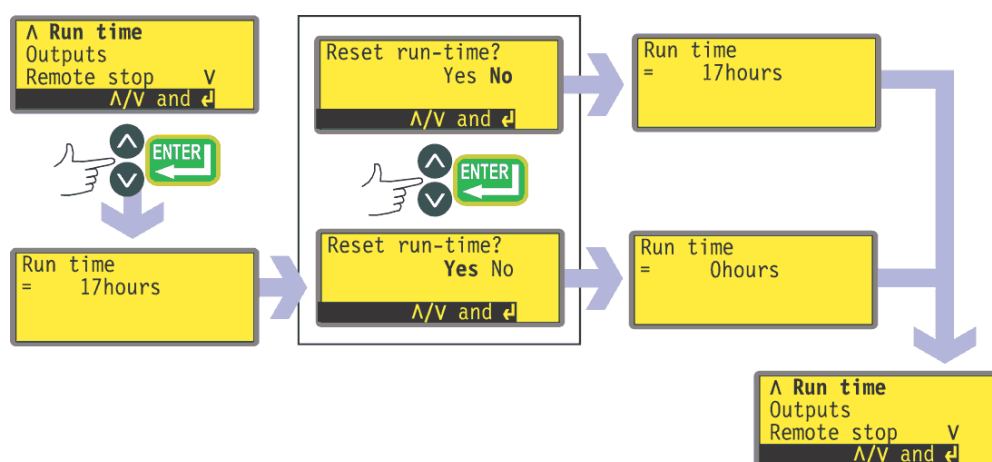 Λ Run time
Outputs
Remote stop V
Λ/V and ↲
ENTER
Run time
= 17hours
Reset run-time?
Yes No
Λ/V and ↲
ENTER
Reset run-time?
Yes No
Λ/V and ↲
Run time
= 17hours
Run time
= 0hours
Λ Run time
Outputs
Remote stop V
Λ/V and ↲